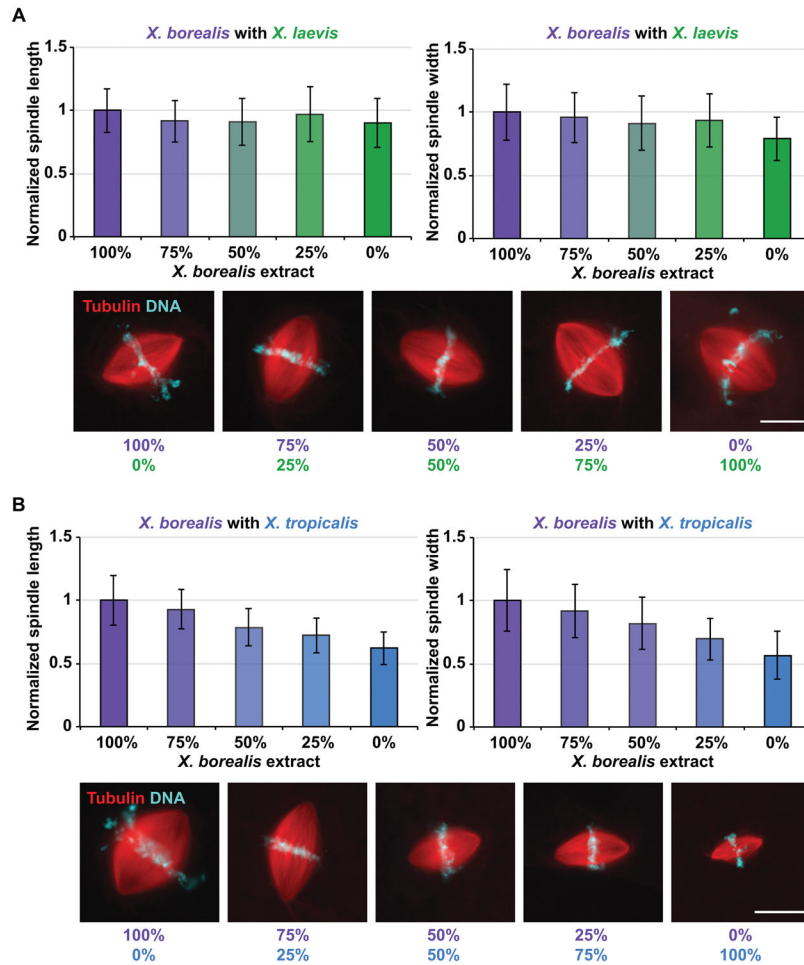 A
X. borealis with X. laevis
Normalized spindle length
1.5
1
0.5
0
100% 75% 50% 25% 0%
X. borealis extract
X. borealis with X. laevis
Normalized spindle width
1.5
1
0.5
0
100% 75% 50% 25% 0%
X. borealis extract
Tubulin DNA
100% 75% 50% 25% 0%
0% 25% 50% 75% 100%
B
X. borealis with X. tropicalis
Normalized spindle length
1.5
1
0.5
0
100% 75% 50% 25% 0%
X. borealis extract
X. borealis with X. tropicalis
Normalized spindle width
1.5
1
0.5
0
100% 75% 50% 25% 0%
X. borealis extract
Tubulin DNA
100% 75% 50% 25% 0%
0% 25% 50% 75% 100%